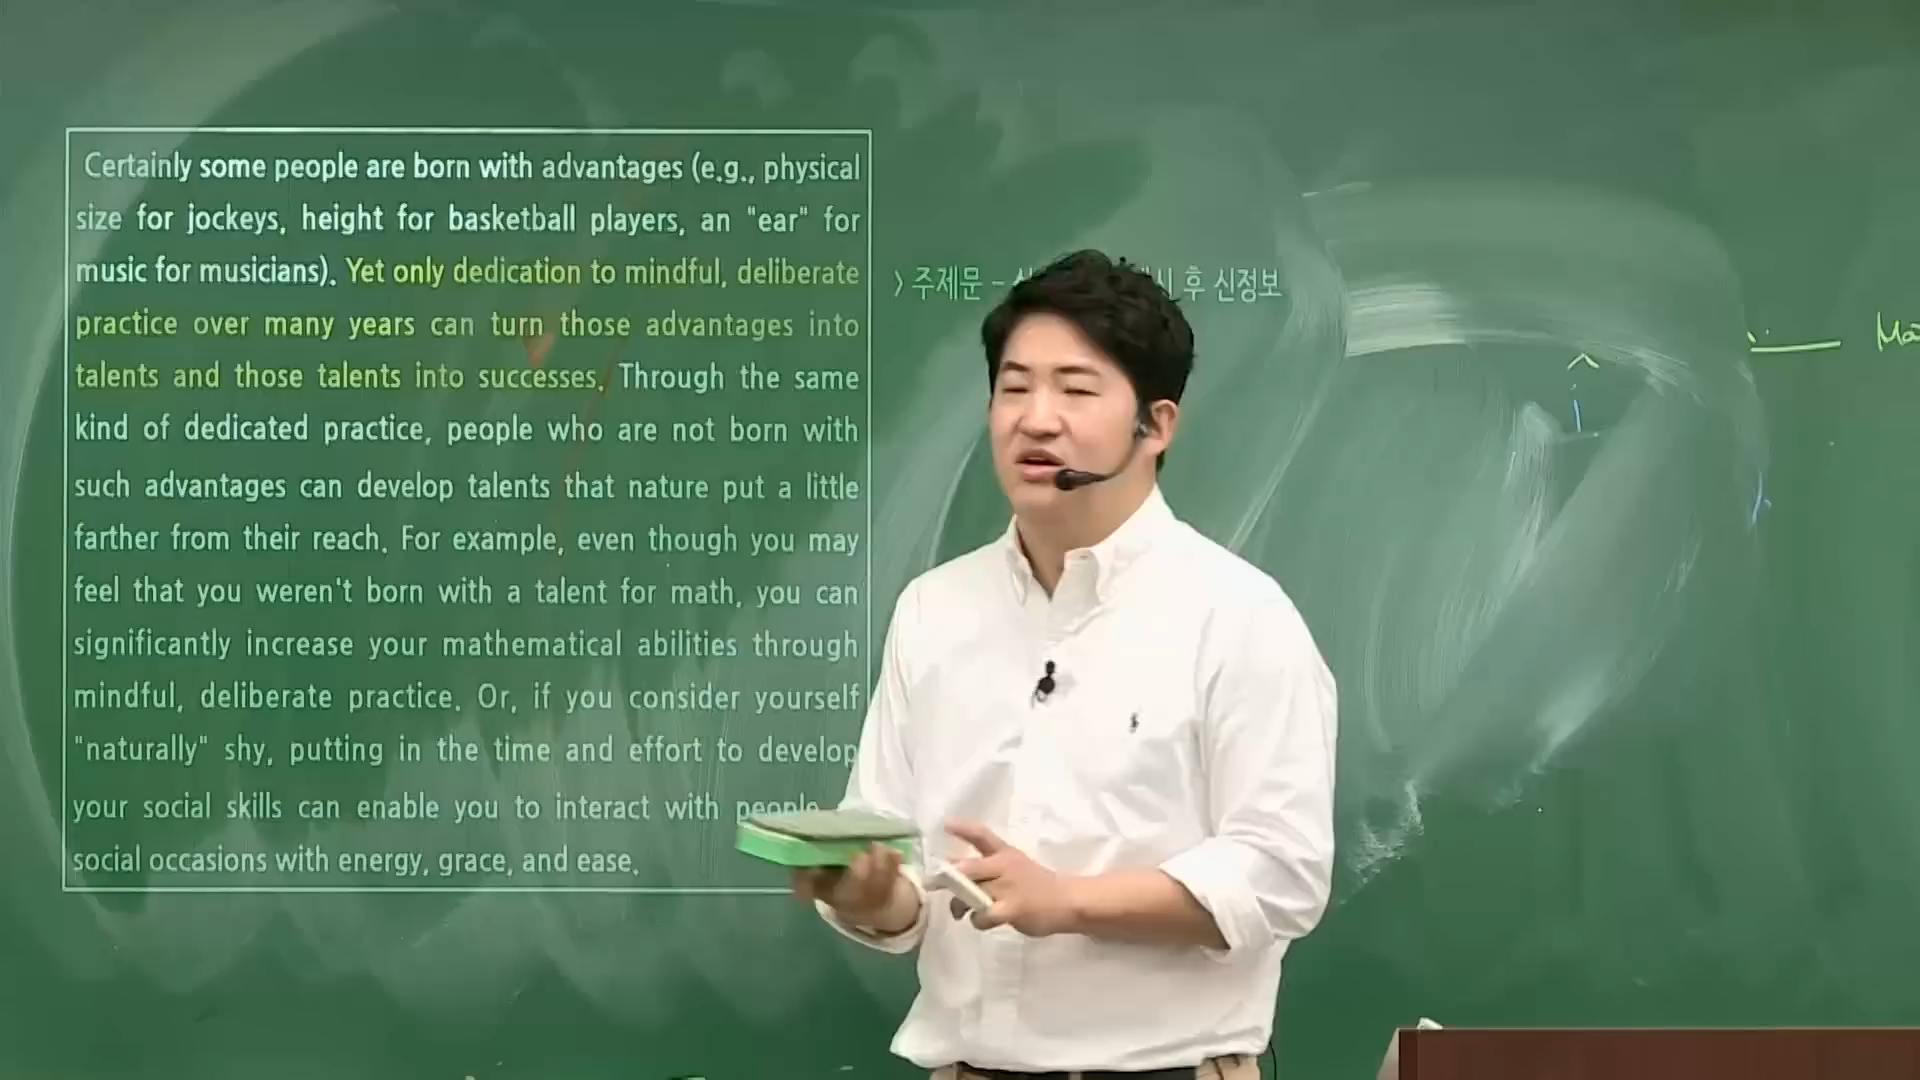 Certainly some people are born with advantages (e.g., physical
size for jockeys, height for basketball players, an "ear" for
music for musicians). Yet only dedication to mindful, deliberate
practice over many years can turn those advantages into
talents and those talents into successes. Through the same
kind of dedicated practice, people who are not born with
such advantages can develop talents that nature put a little
farther from their reach. For example, even though you may
feel that you weren't born with a talent for math, you can
significantly increase your mathematical abilities through
mindful, deliberate practice. Or, if you consider yourself
"naturally" shy, putting in the time and effort to develop
your social skills can enable you to interact with people
social occasions with energy, grace, and ease.
> 주제문 - 후 신정보